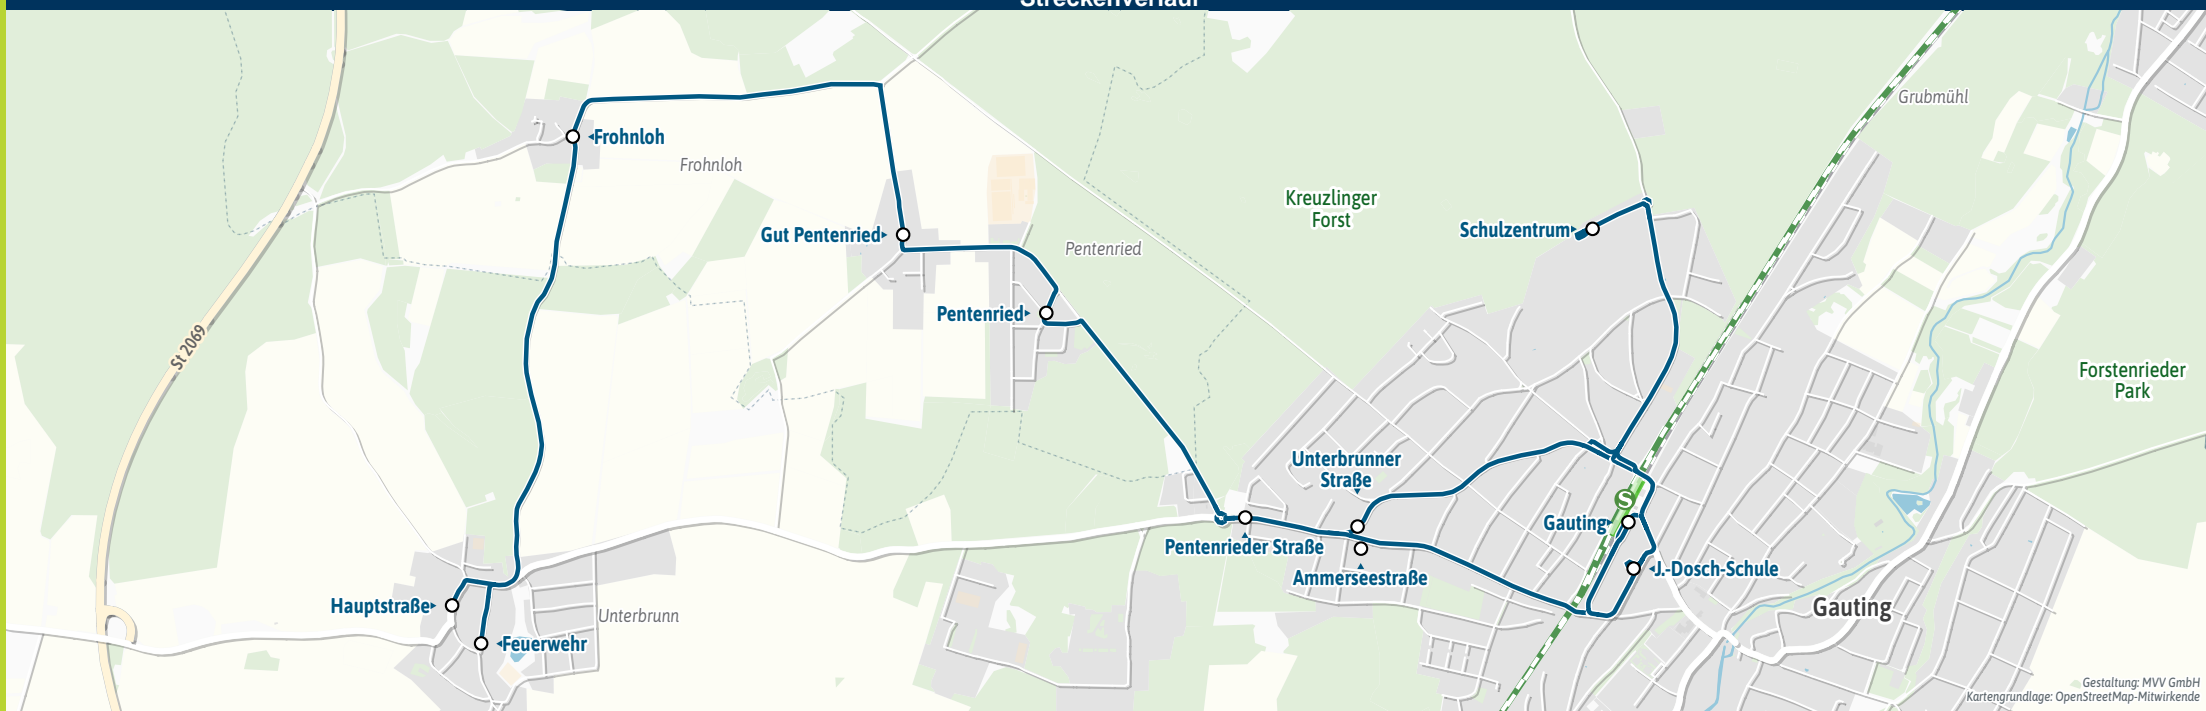 Streckenverlauf
Grubmühl
Frohnloh
Frohnloh
Kreuzlinger
Forst
Schulzentrum
Gut Pentenried
Pentenried
Pentenried
St 2069
Forstenrieder
Park
Unterbrunner
Straße
S
Gauting
Pentenrieder Straße
Ammerseestraße
J.-Dosch-Schule
Hauptstraße
Unterbrunn
Gauting
Feuerwehr
Gestaltung: MVV GmbH
Kartengrundlage: OpenStreetMap-Mitwirkende